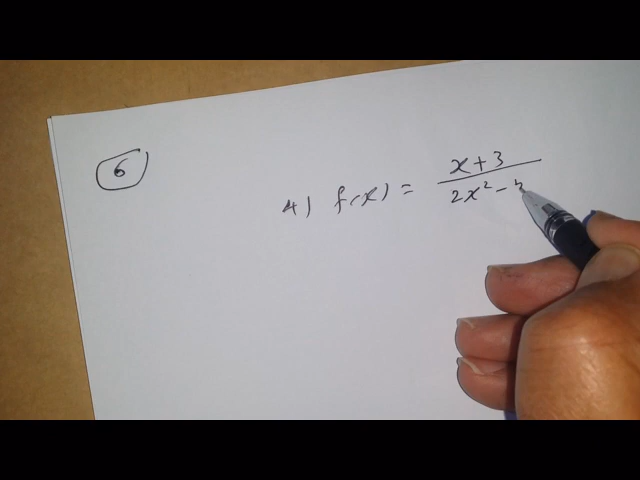 6
4) f(x) = x+3 / 2x² -